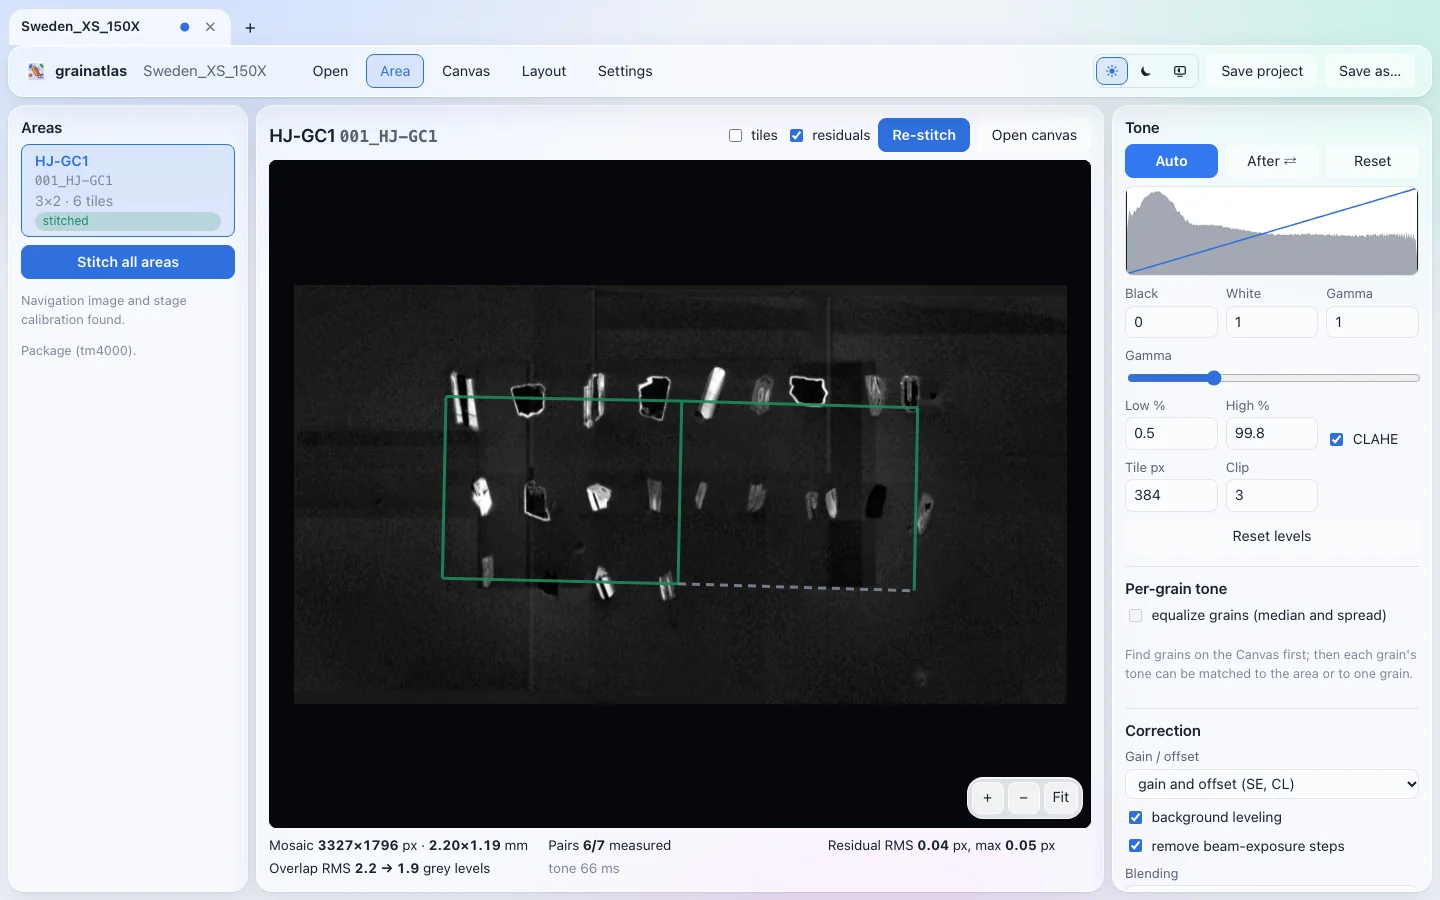 Sweden_XS_150X
grainatlas Sweden_XS_150X Open Area Canvas Layout Settings Save project Save as...
Areas
HJ-GC1
001_HJ-GC1
3×2 · 6 tiles
stitched
Stitch all areas
Navigation image and stage
calibration found.
Package (tm4000).
HJ-GC1 001_HJ-GC1 tiles residuals Re-stitch Open canvas
+ − Fit
Mosaic 3327×1796 px · 2.20×1.19 mm Pairs 6/7 measured Residual RMS 0.04 px, max 0.05 px
Overlap RMS 2.2 → 1.9 grey levels tone 66 ms
Tone
Auto After ⇄ Reset
Black White Gamma
0 1 1
Gamma
Low % High %
0.5 99.8 CLAHE
Tile px Clip
384 3
Reset levels
Per-grain tone
equalize grains (median and spread)
Find grains on the Canvas first; then each grain's
tone can be matched to the area or to one grain.
Correction
Gain / offset
gain and offset (SE, CL)
background leveling
remove beam-exposure steps
Blending